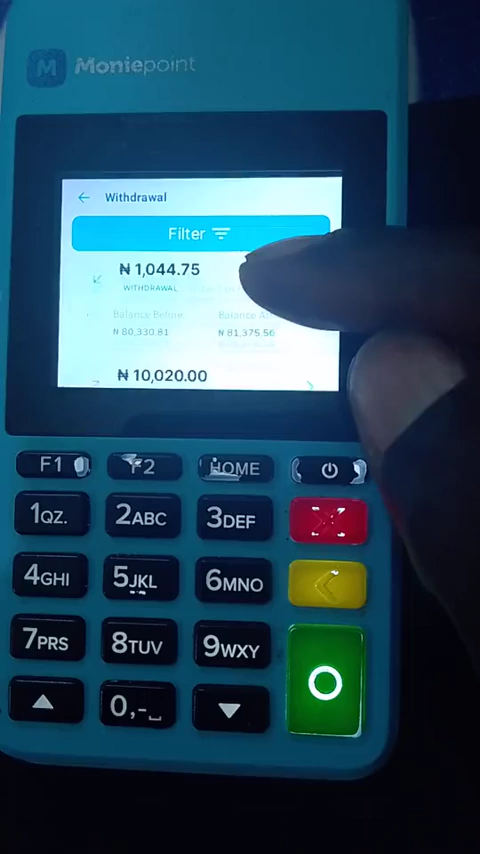 M Moniepoint
← Withdrawal
Filter
₦ 1,044.75
WITHDRAWAL
Balance Before
Balance
₦ 80,330.81
₦ 81,375.56
₦ 10,020.00
F1
F2
HOME
1QZ.
2ABC
3DEF
4GHI
5JKL
6MNO
7PRS
8TUV
9WXY
0,-